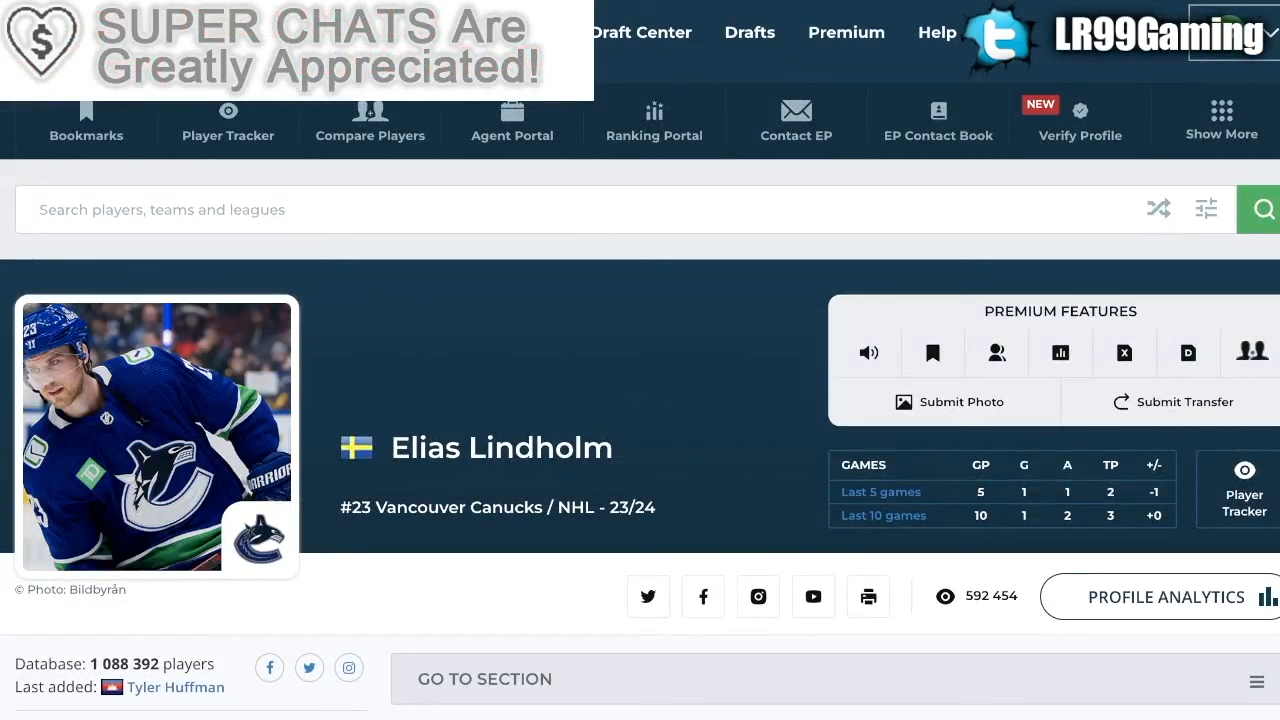 SUPER CHATS Are
Greatly Appreciated!
Draft Center
Drafts
Premium
Help
LR99Gaming
Bookmarks
Player Tracker
Compare Players
Agent Portal
Ranking Portal
Contact EP
EP Contact Book
NEW
Verify Profile
Show More
Search players, teams and leagues
PREMIUM FEATURES
Submit Photo
Submit Transfer
Elias Lindholm
#23 Vancouver Canucks / NHL - 23/24
GAMES GP G A TP +/-
Last 5 games 5 1 1 2 -1
Last 10 games 10 1 2 3 +0
Player
Tracker
© Photo: Bildbyrån
592 454
PROFILE ANALYTICS
Database: 1 088 392 players
Last added: Tyler Huffman
GO TO SECTION